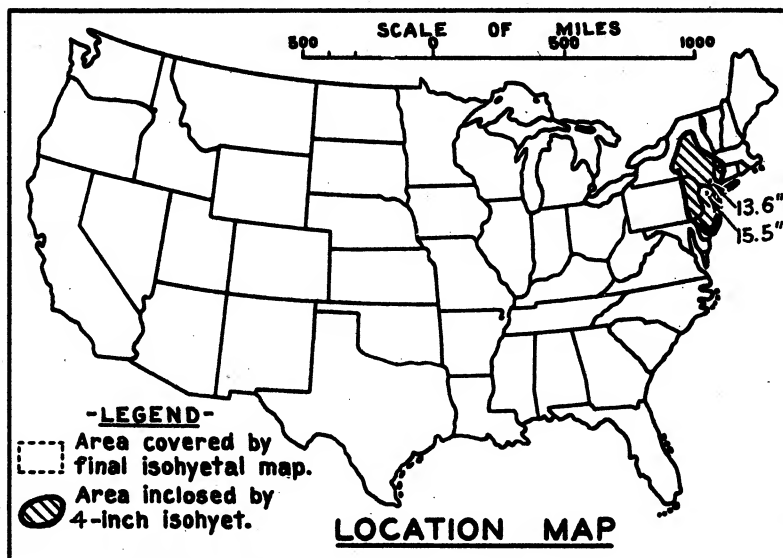 SCALE OF MILES
500 0 500 1000
13.6"
15.5"
-LEGEND-
Area covered by
final isohyetal map.
Area inclosed by
4-inch isohyet.
LOCATION MAP